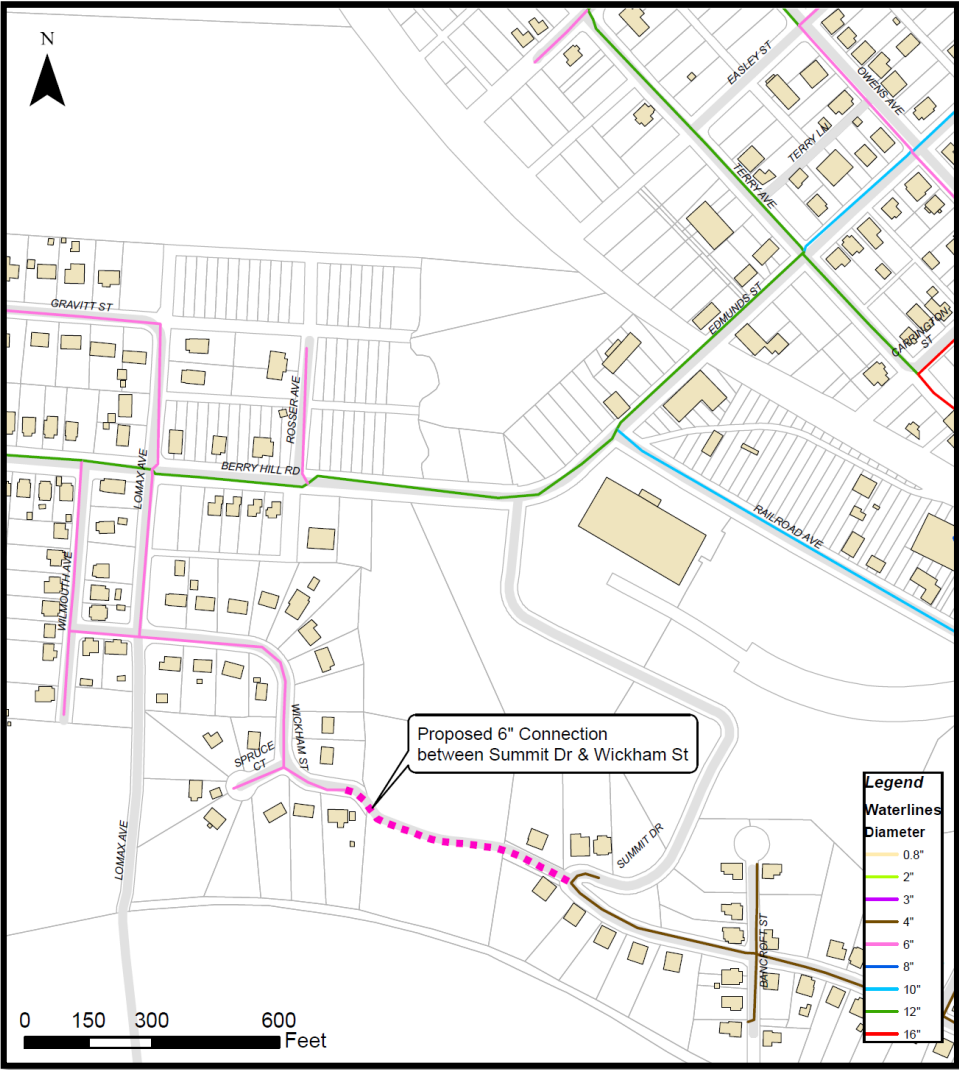 N
EASLEY ST
OWENS AVE
TERRY LN
TERRY AVE
GRAVITT ST
EDMUNDS ST
CARRINGTON
ST
ROSSER AVE
LOMAX AVE
BERRY HILL RD
RAILROAD AVE
WILMOUTH AVE
WICKHAM ST
SPRUCE
CT
Proposed 6" Connection
between Summit Dr & Wickham St
SUMMIT DR
LOMAX AVE
BANCROFT ST
Legend
Waterlines
Diameter
0.8"
2"
3"
4"
6"
8"
10"
12"
16"
0 150 300 600
Feet